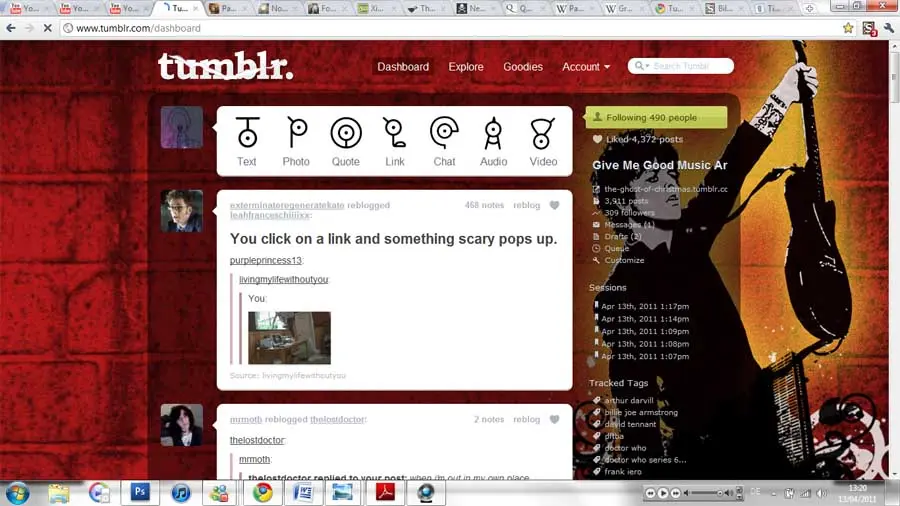 Yo
Yo
Yo
Tu
Pa
No
Fo
Xi
Th
Ne
Q
W Pa
W Gr
Tu
Bil
Ti
www.tumblr.com/dashboard
tumblr.
Dashboard Explore Goodies Account
Search Tumblr
Text Photo Quote Link Chat Audio Video
Following 490 people
Liked 4,372 posts
Give Me Good Music Ar
the-ghost-of-christmas.tumblr.cc
3,911 posts
309 followers
Messages (1)
Drafts (2)
Queue
Customize
Sessions
Apr 13th, 2011 1:17pm
Apr 13th, 2011 1:14pm
Apr 13th, 2011 1:09pm
Apr 13th, 2011 1:08pm
Apr 13th, 2011 1:07pm
Tracked Tags
arthur darvill
billie joe armstrong
david tennant
dftba
doctor who
doctor who series 6...
frank iero
exterminateregeneratekate reblogged 468 notes reblog
leahfranceschiiiixx:
You click on a link and something scary pops up.
purpleprincess13:
livingmylifewithoutyou:
You:
Source: livingmylifewithoutyou
mrmoth reblogged thelostdoctor: 2 notes reblog
thelostdoctor:
mrmoth:
thelostdoctor replied to your post: when im out in my own place
Ps
W
DE
13:20
13/04/2011